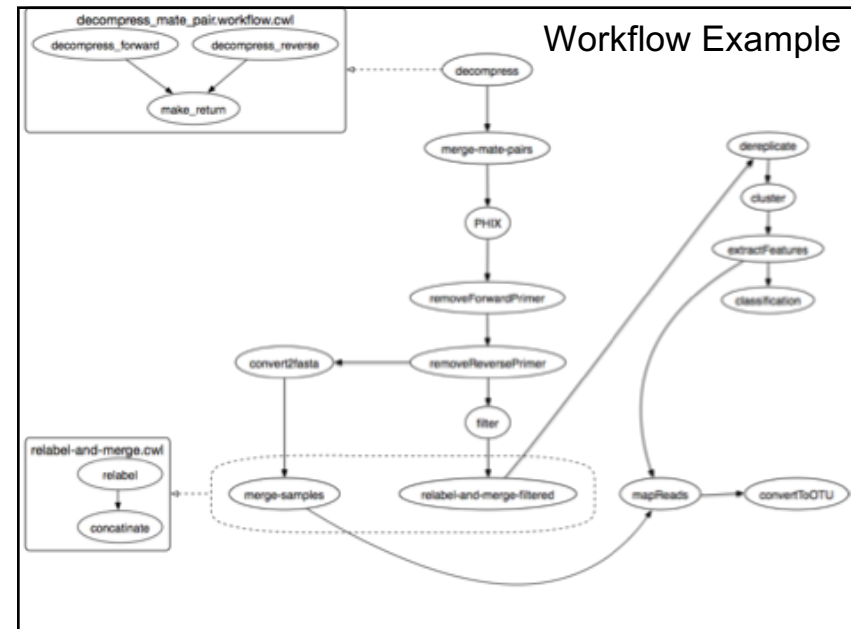 Workflow Example
decompress_mate_pair.workflow.cwl
decompress_forward
decompress_reverse
make_return
decompress
merge-mate-pairs
PHIX
removeForwardPrimer
removeReversePrimer
convert2fasta
filter
relabel-and-merge.cwl
relabel
concatinate
merge-samples
relabel-and-merge-filtered
dereplicate
cluster
extractFeatures
classification
mapReads
convertToOTU